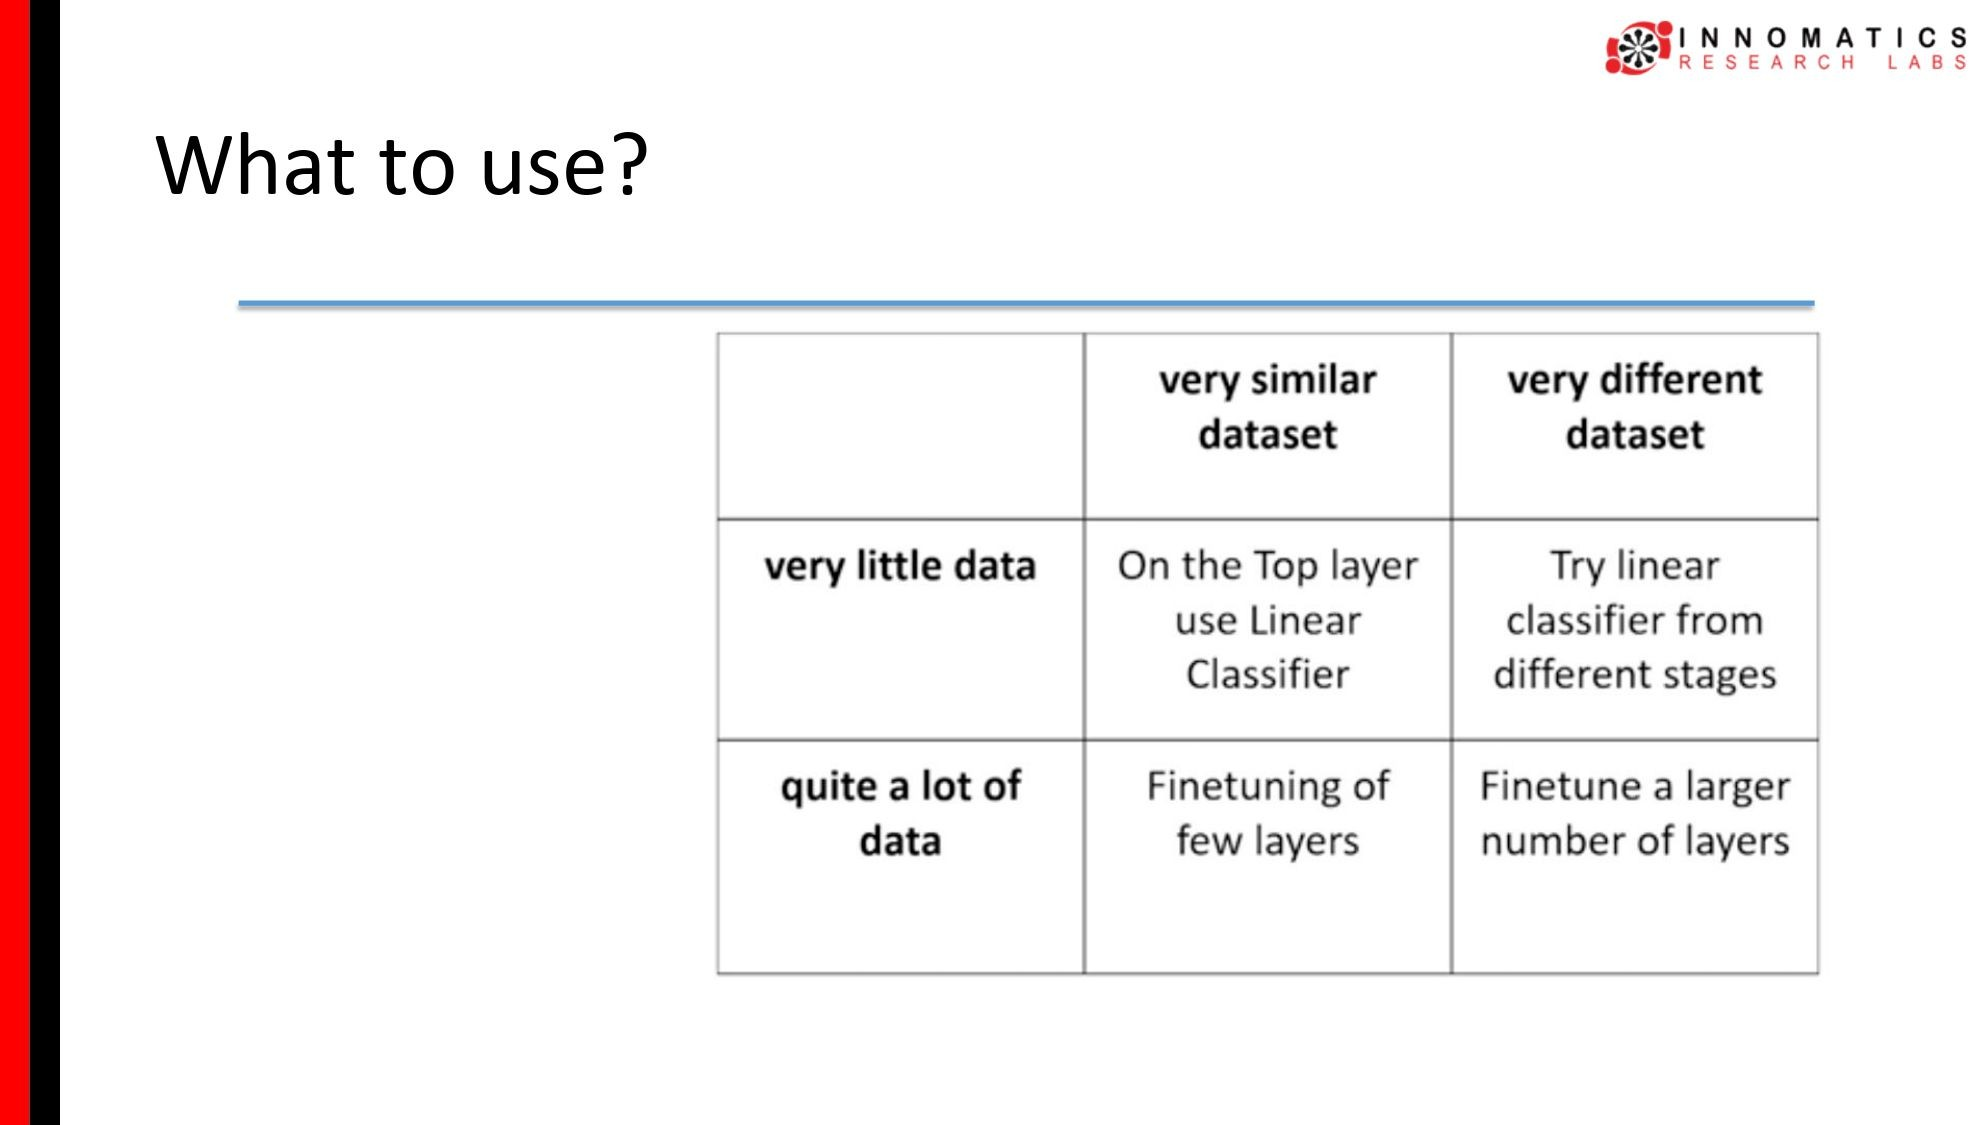 INNOMATICS
RESEARCH LABS
What to use?
very similar
dataset
very different
dataset
very little data
On the Top layer
use Linear
Classifier
Try linear
classifier from
different stages
quite a lot of
data
Finetuning of
few layers
Finetune a larger
number of layers